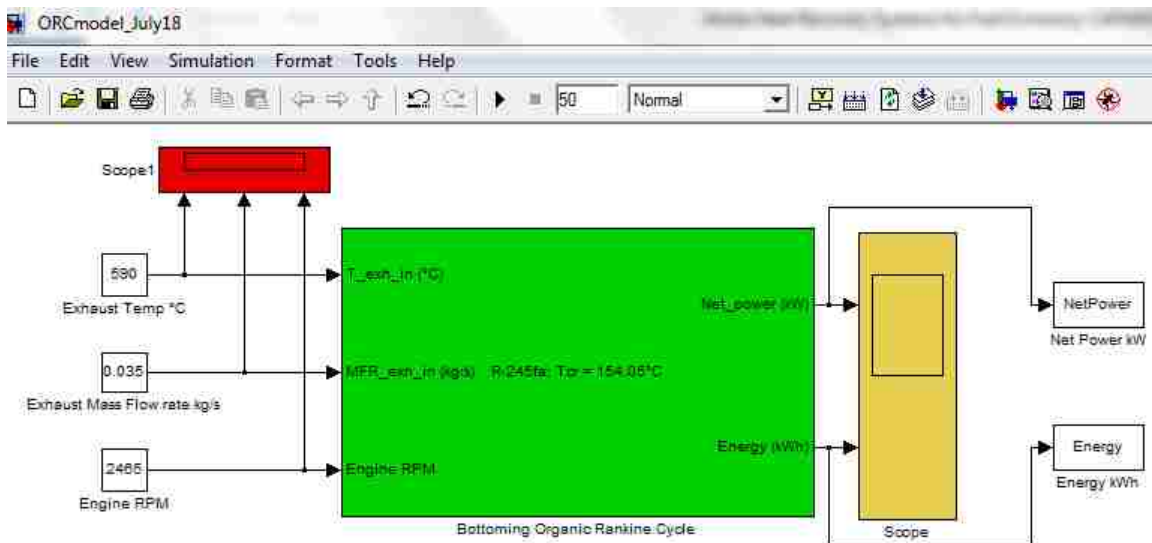 ORCmodel_July18
File Edit View Simulation Format Tools Help
50 Normal
Scope1
590
Exhaust Temp °C
T_exh_in (°C)
Net_power (kW)
NetPower
Net Power kW
0.035
Exhaust Mass Flow rate kg/s
MFR_exh_in (kg/s) R-245fa; Tcr = 154.05°C
2465
Engine RPM
Engine RPM
Energy (kWh)
Energy
Energy kWh
Bottoming Organic Rankine Cycle
Scope